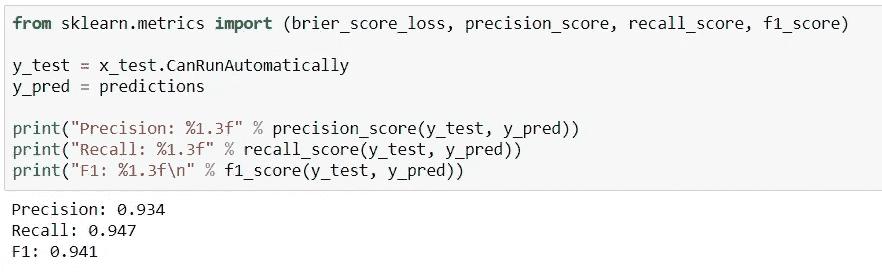 from sklearn.metrics import (brier_score_loss, precision_score, recall_score, f1_score)
y_test = x_test.CanRunAutomatically
y_pred = predictions
print("Precision: %1.3f" % precision_score(y_test, y_pred))
print("Recall: %1.3f" % recall_score(y_test, y_pred))
print("F1: %1.3f\n" % f1_score(y_test, y_pred))
Precision: 0.934
Recall: 0.947
F1: 0.941